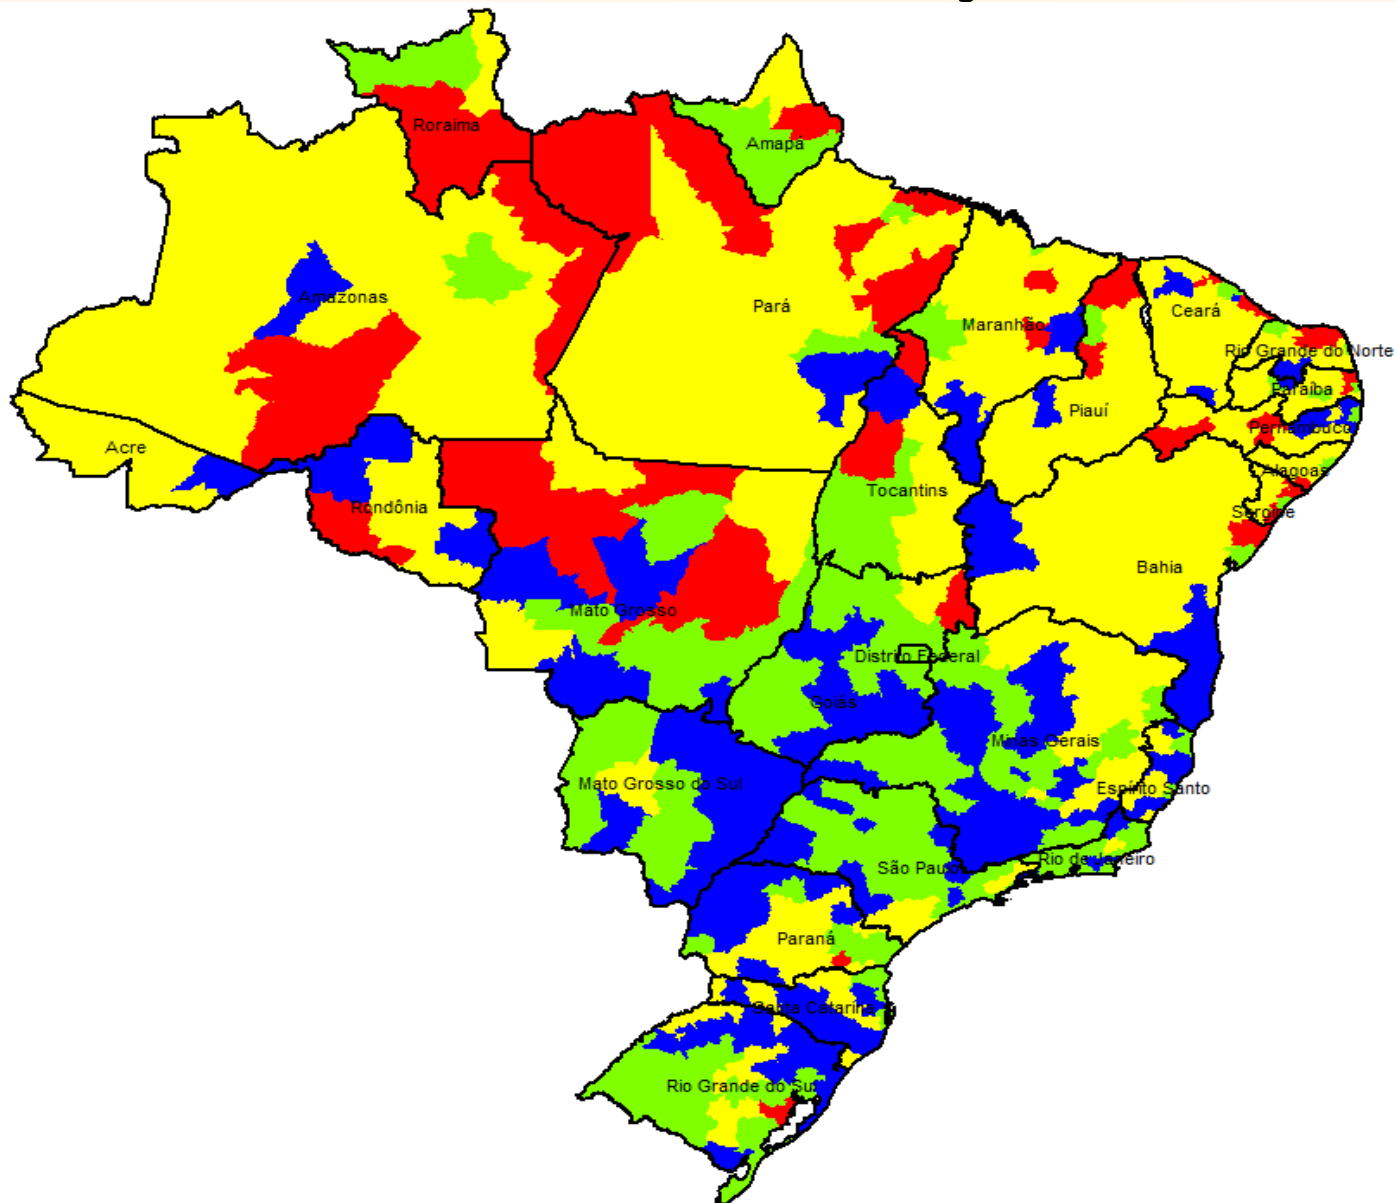 Roraima
Amapá
Amazonas
Pará
Maranhão
Ceará
Rio Grande do Norte
Paraíba
Piauí
Pernambuco
Acre
Alagoas
Tocantins
Rondônia
Sergipe
Bahia
Mato Grosso
Distrito Federal
Goiás
Minas Gerais
Mato Grosso do Sul
Espírito Santo
Rio de Janeiro
São Paulo
Paraná
Santa Catarina
Rio Grande do Sul